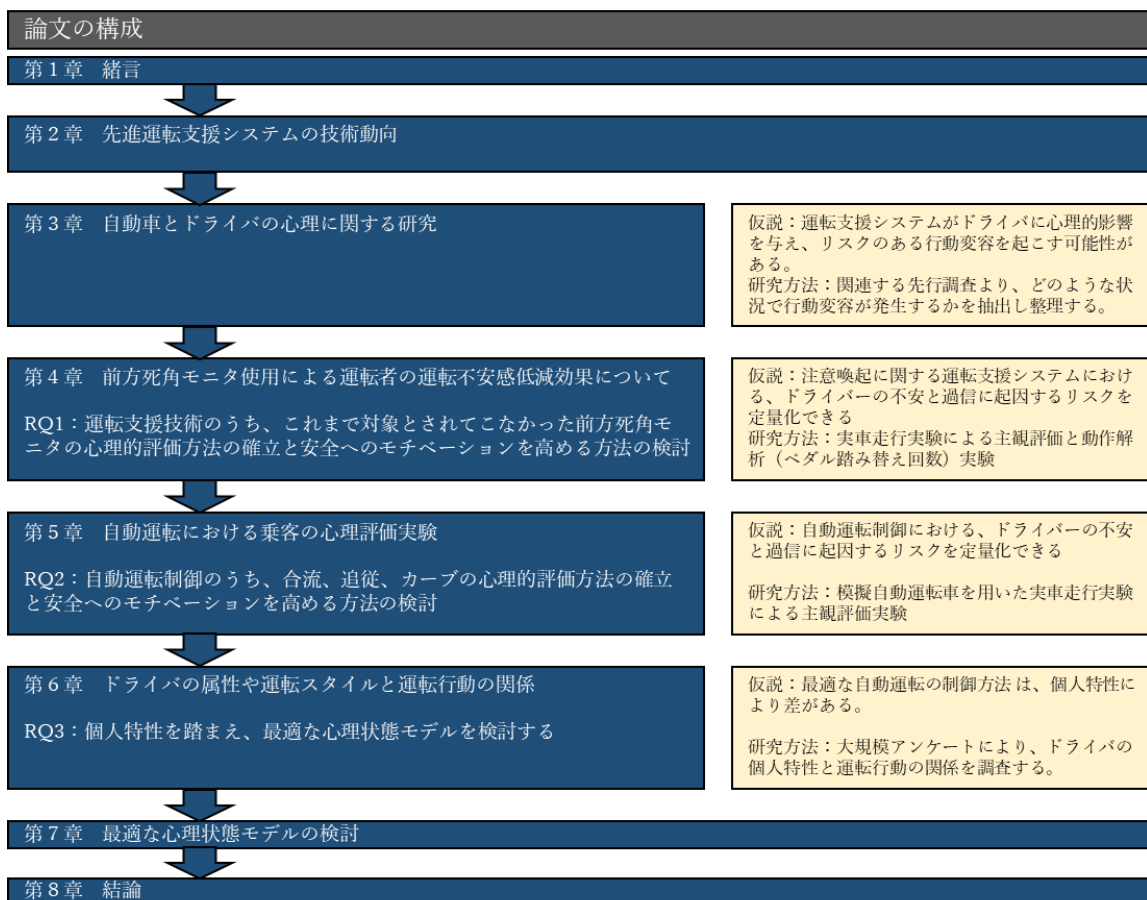 論文の構成
第1章 緒言
第2章 先進運転支援システムの技術動向
第3章 自動車とドライバの心理に関する研究
仮説：運転支援システムがドライバに心理的影響
を与え、リスクのある行動変容を起こす可能性が
ある。
研究方法：関連する先行調査より、どのような状
況で行動変容が発生するかを抽出し整理する。
第4章 前方死角モニタ使用による運転者の運転不安感低減効果について
RQ1：運転支援技術のうち、これまで対象とされてこなかった前方死角モ
ニタの心理的評価方法の確立と安全へのモチベーションを高める方法の検討
仮説：注意喚起に関する運転支援システムにおけ
る、ドライバーの不安と過信に起因するリスクを
定量化できる
研究方法：実車走行実験による主観評価と動作解
析（ペダル踏み替え回数）実験
第5章 自動運転における乗客の心理評価実験
RQ2：自動運転制御のうち、合流、追従、カーブの心理的評価方法の確立
と安全へのモチベーションを高める方法の検討
仮説：自動運転制御における、ドライバーの不安
と過信に起因するリスクを定量化できる
研究方法：模擬自動運転車を用いた実車走行実験
による主観評価実験
第6章 ドライバの属性や運転スタイルと運転行動の関係
RQ3：個人特性を踏まえ、最適な心理状態モデルを検討する
仮説：最適な自動運転の制御方法 は、個人特性に
より差がある。
研究方法：大規模アンケートにより、ドライバの
個人特性と運転行動の関係を調査する。
第7章 最適な心理状態モデルの検討
第8章 結論